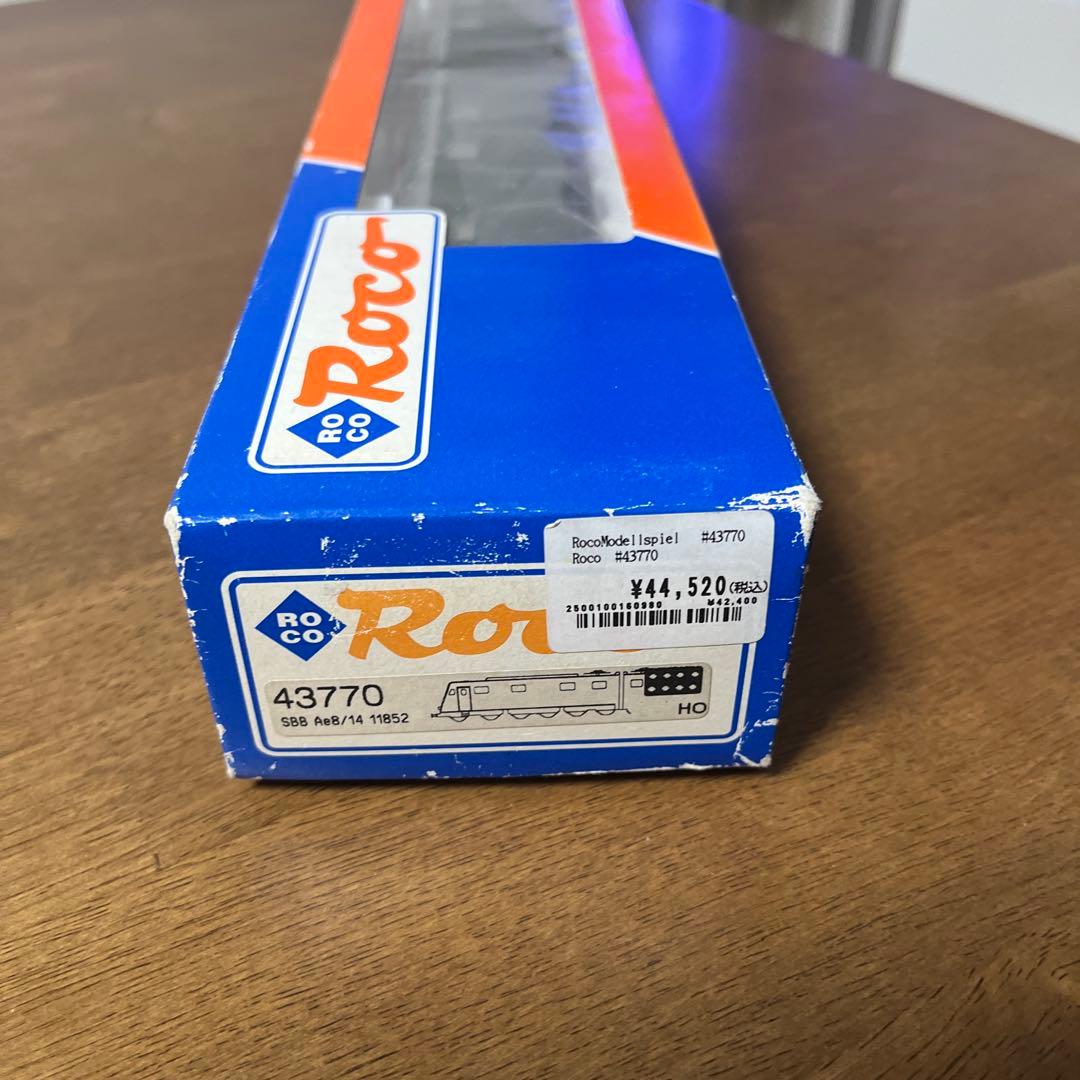 Roco
RO
CO
RocoModellspiel #43770
Roco #43770
¥44,520(税込)
2500100160980 ¥42,400
RO
CO
43770
SBB Ae8/14 11852
HO